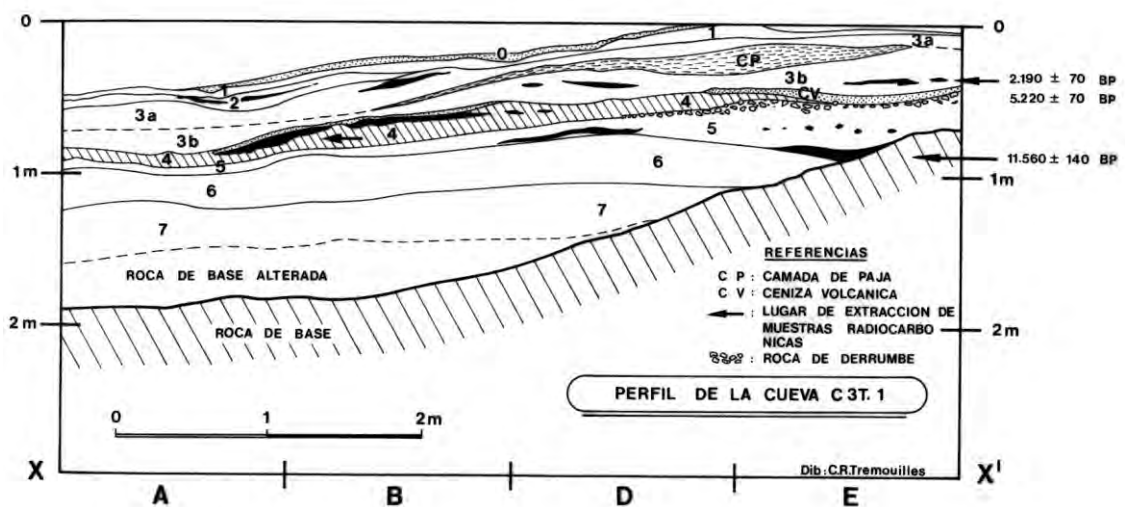 0
0
1
3a
0
CP
1
2
3b
2.190 ± 70 BP
CV
3a
4
5.220 ± 70 BP
3b
4
5
4
5
6
11.560 ± 140 BP
1m
6
1m
7
7
REFERENCIAS
ROCA DE BASE ALTERADA
C P : CAMADA DE PAJA
C V : CENIZA VOLCANICA
LUGAR DE EXTRACCION DE
2m
ROCA DE BASE
MUESTRAS RADIOCARBO
2m
NICAS
ROCA DE DERRUMBE
PERFIL DE LA CUEVA C 3T. 1
0 1 2m
X
Dib:C.R.Tremouilles
X'
A B D E